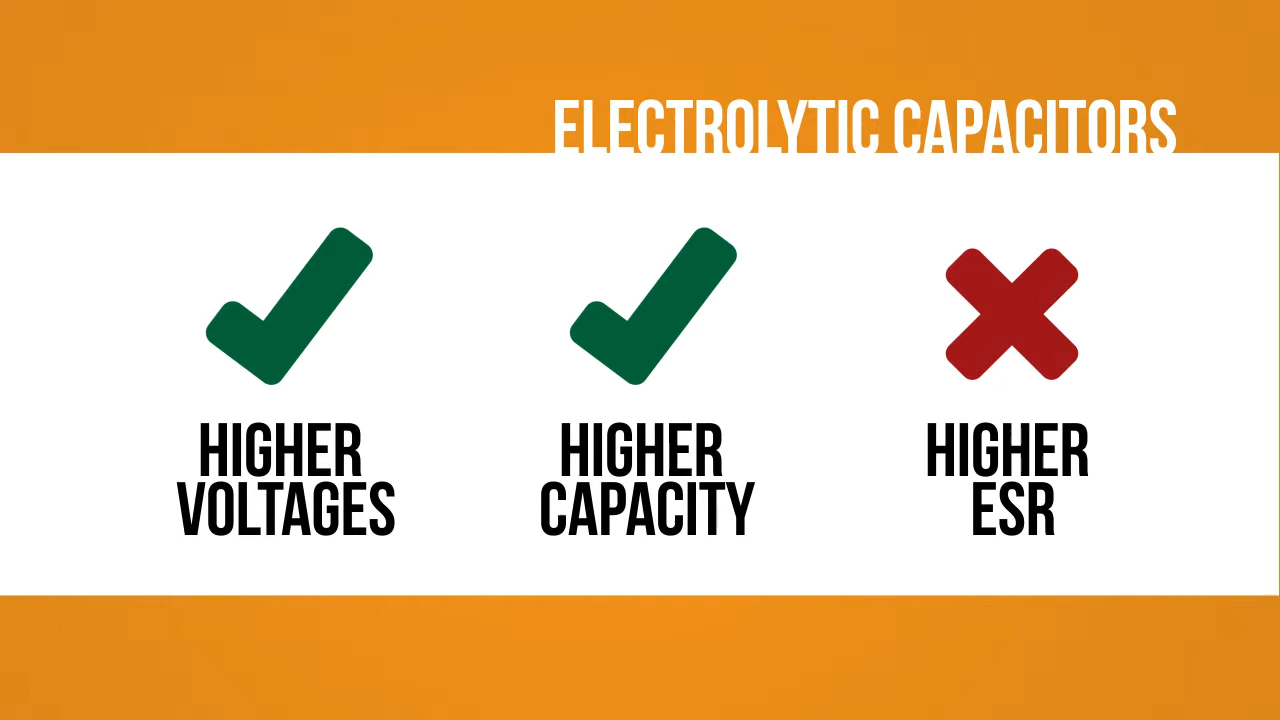 ELECTROLYTIC CAPACITORS
HIGHER
VOLTAGES
HIGHER
CAPACITY
HIGHER
ESR